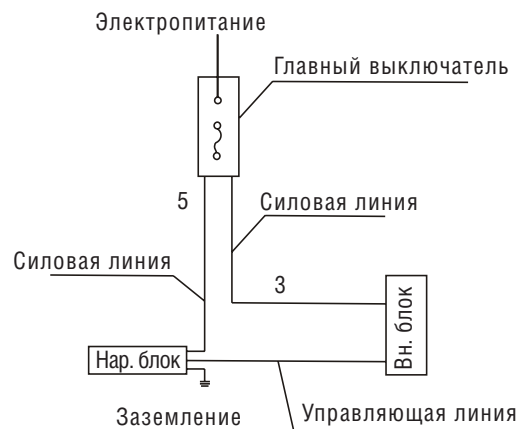 Электропитание
Главный выключатель
5
Силовая линия
Силовая линия
3
Вн. блок
Нар. блок
Заземление
Управляющая линия